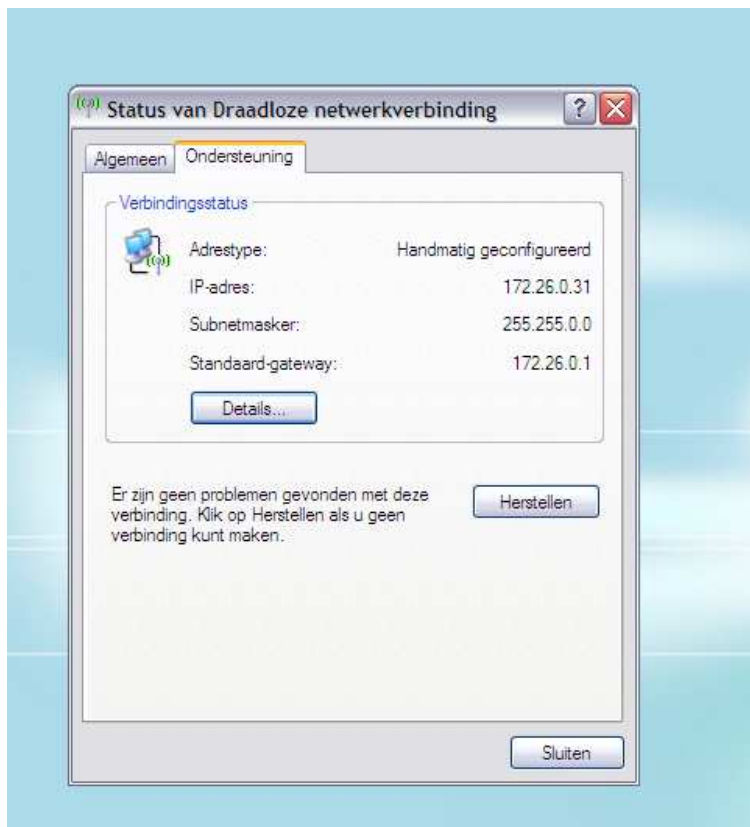 Status van Draadloze netwerkverbinding
Algemeen Ondersteuning
Verbindingsstatus
Adrestype: Handmatig geconfigureerd
IP-adres: 172.26.0.31
Subnetmasker: 255.255.0.0
Standaard-gateway: 172.26.0.1
Details...
Er zijn geen problemen gevonden met deze
verbinding. Klik op Herstellen als u geen
verbinding kunt maken.
Herstellen
Sluiten